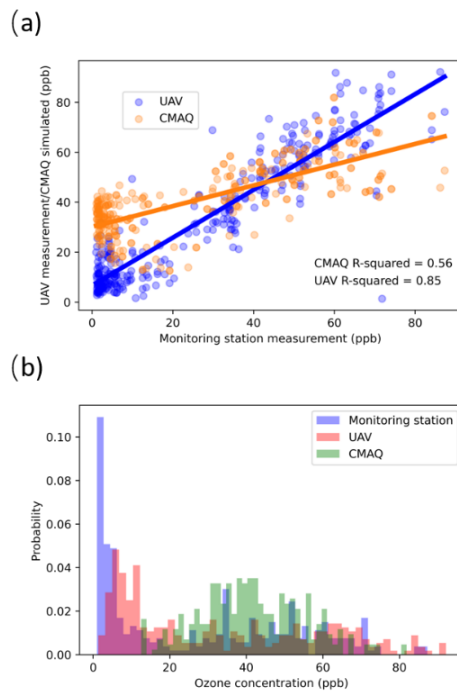 (a)
UAV measurement/CMAQ simulated (ppb)
80
60
40
20
0
UAV
CMAQ
CMAQ R-squared = 0.56
UAV R-squared = 0.85
0 20 40 60 80
Monitoring station measurement (ppb)
(b)
Probability
0.10
0.08
0.06
0.04
0.02
0.00
Monitoring station
UAV
CMAQ
0 20 40 60 80
Ozone concentration (ppb)